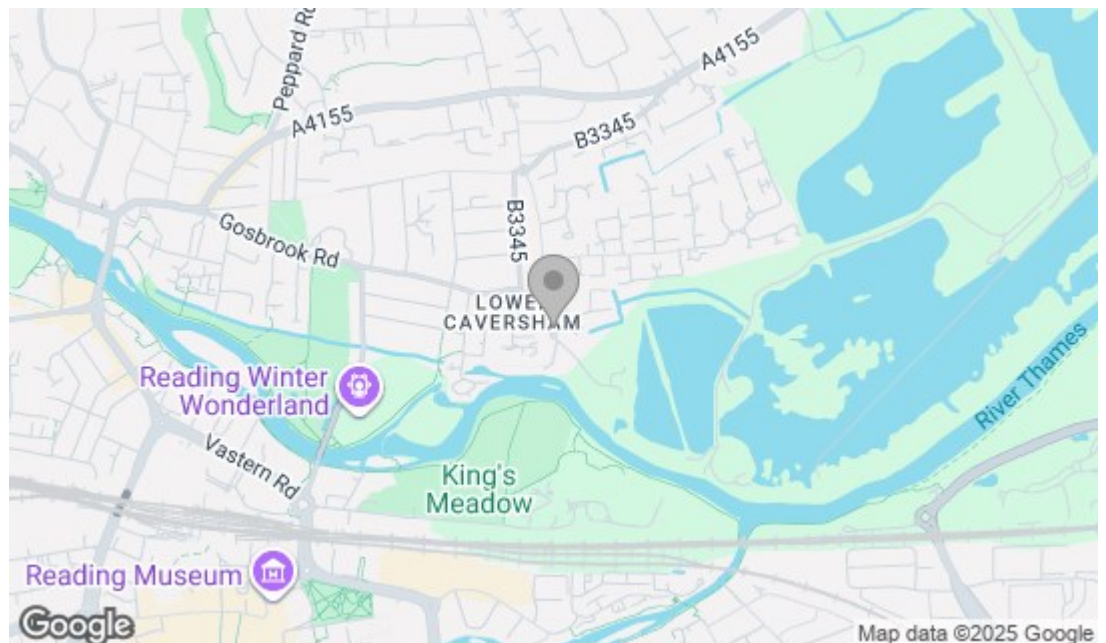 Peppard Rd
A4155
A4155
B3345
B3345
Gosbrook Rd
LOWER
CAVERSHAM
Reading Winter
Wonderland
River Thames
Vastern Rd
King's
Meadow
Reading Museum
Google
Map data ©2025 Google